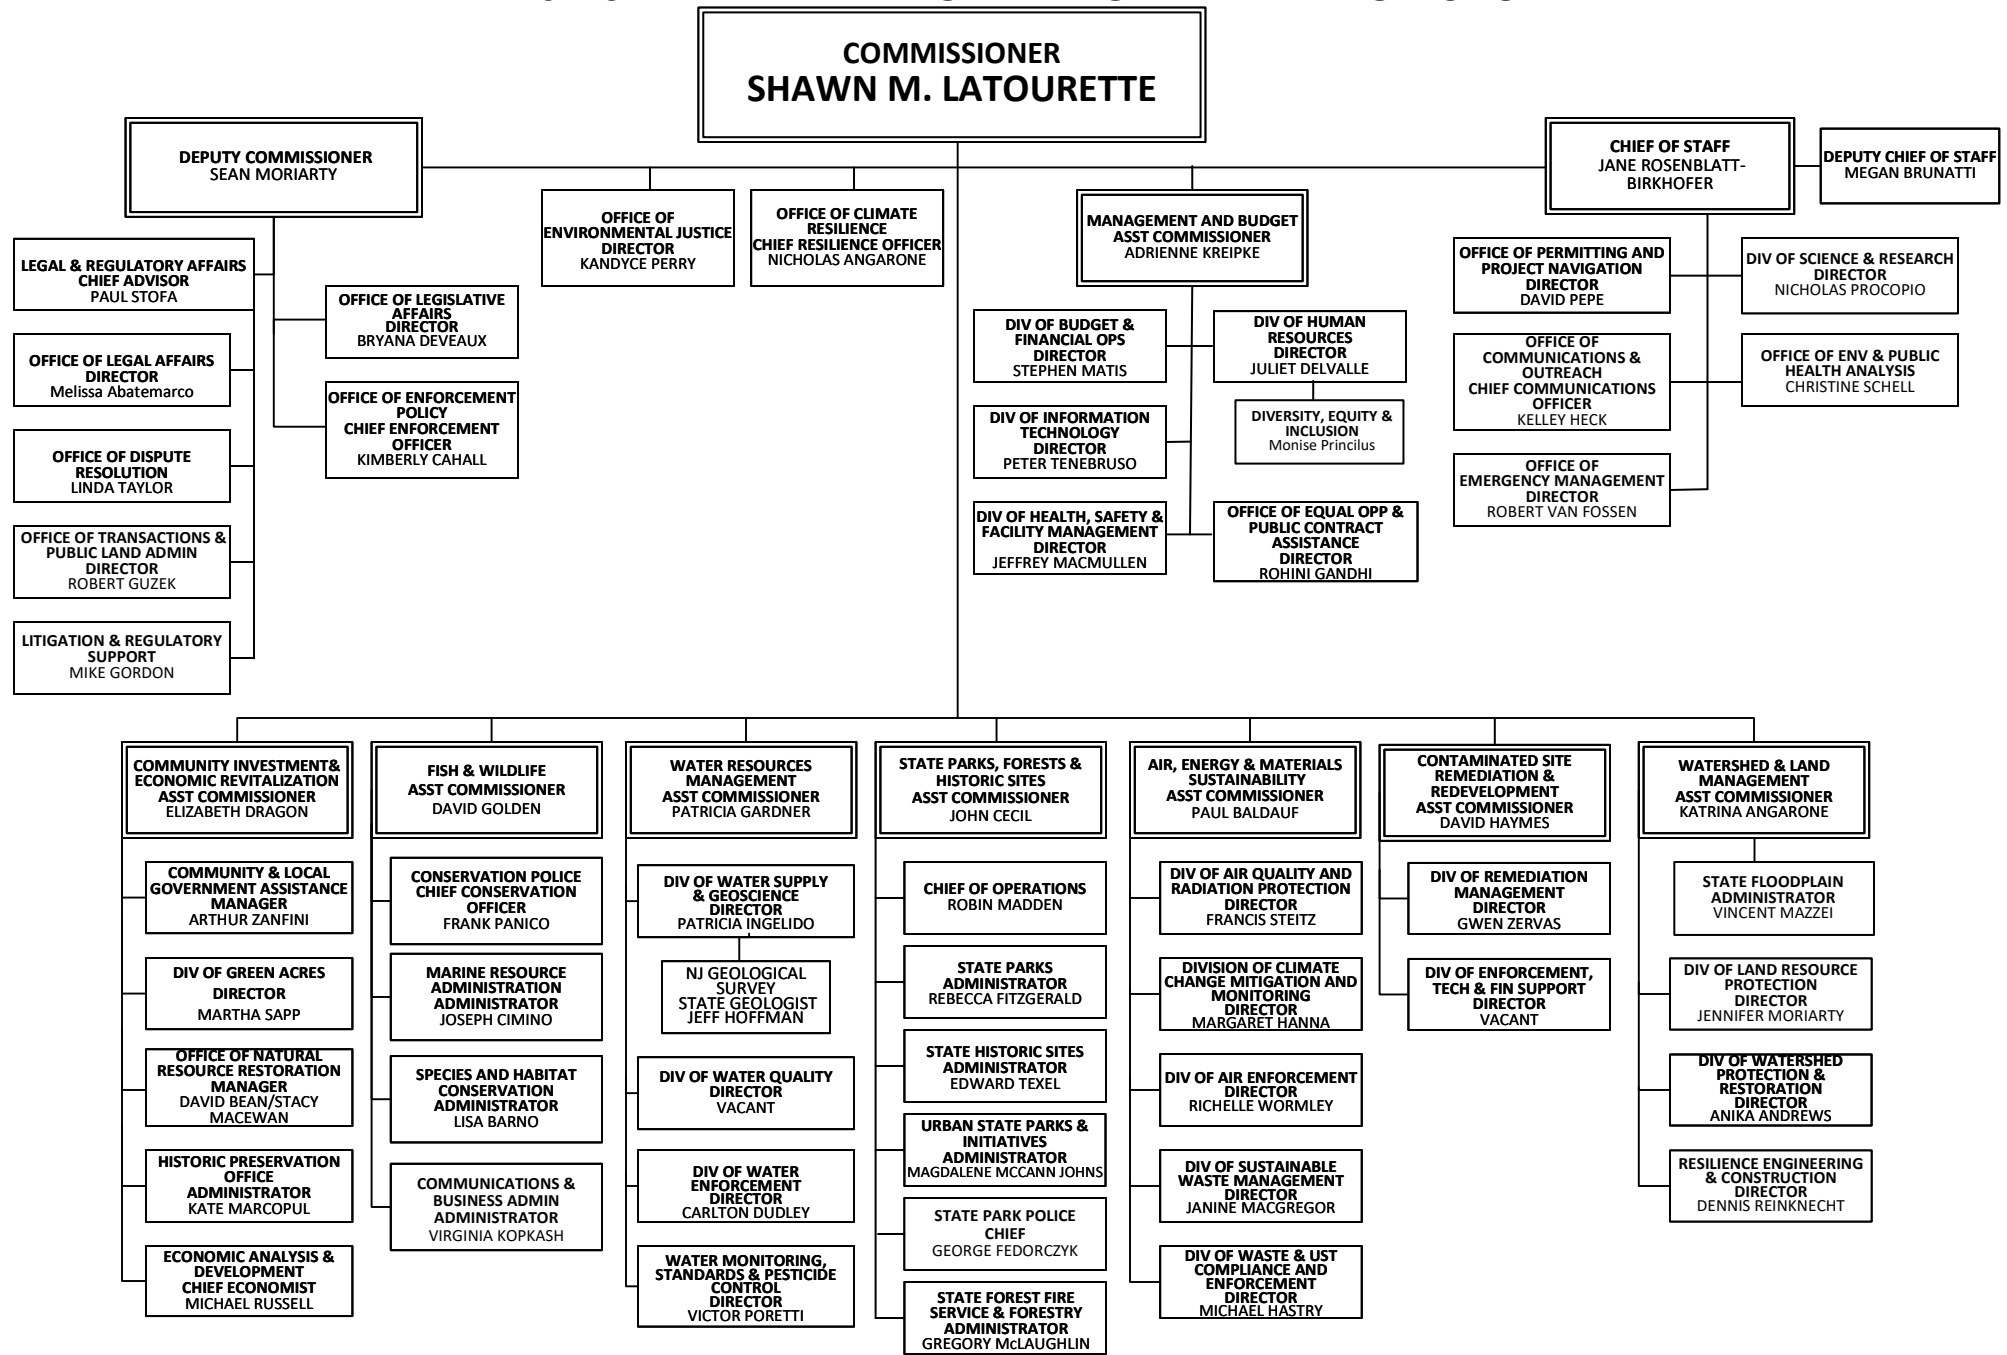 COMMISSIONER
SHAWN M. LATOURETTE
DEPUTY COMMISSIONER
SEAN MORIARTY
CHIEF OF STAFF
JANE ROSENBLATT-
BIRKHOFER
DEPUTY CHIEF OF STAFF
MEGAN BRUNATTI
OFFICE OF
ENVIRONMENTAL JUSTICE
DIRECTOR
KANDYCE PERRY
OFFICE OF CLIMATE
RESILIENCE
CHIEF RESILIENCE OFFICER
NICHOLAS ANGARONE
MANAGEMENT AND BUDGET
ASST COMMISSIONER
ADRIENNE KREIPKE
LEGAL & REGULATORY AFFAIRS
CHIEF ADVISOR
PAUL STOFA
OFFICE OF LEGAL AFFAIRS
DIRECTOR
Melissa Abatemarco
OFFICE OF DISPUTE
RESOLUTION
LINDA TAYLOR
OFFICE OF TRANSACTIONS &
PUBLIC LAND ADMIN
DIRECTOR
ROBERT GUZEK
LITIGATION & REGULATORY
SUPPORT
MIKE GORDON
OFFICE OF LEGISLATIVE
AFFAIRS
DIRECTOR
BRYANA DEVEAUX
OFFICE OF ENFORCEMENT
POLICY
CHIEF ENFORCEMENT
OFFICER
KIMBERLY CAHALL
DIV OF BUDGET &
FINANCIAL OPS
DIRECTOR
STEPHEN MATIS
DIV OF HUMAN
RESOURCES
DIRECTOR
JULIET DELVALLE
DIV OF INFORMATION
TECHNOLOGY
DIRECTOR
PETER TENEBRUSO
DIVERSITY, EQUITY &
INCLUSION
Monise Princilus
DIV OF HEALTH, SAFETY &
FACILITY MANAGEMENT
DIRECTOR
JEFFREY MACMULLEN
OFFICE OF EQUAL OPP &
PUBLIC CONTRACT
ASSISTANCE
DIRECTOR
ROHINI GANDHI
OFFICE OF PERMITTING AND
PROJECT NAVIGATION
DIRECTOR
DAVID PEPE
DIV OF SCIENCE & RESEARCH
DIRECTOR
NICHOLAS PROCOPIO
OFFICE OF
COMMUNICATIONS &
OUTREACH
CHIEF COMMUNICATIONS
OFFICER
KELLEY HECK
OFFICE OF ENV & PUBLIC
HEALTH ANALYSIS
CHRISTINE SCHELL
OFFICE OF
EMERGENCY MANAGEMENT
DIRECTOR
ROBERT VAN FOSSEN
COMMUNITY INVESTMENT&
ECONOMIC REVITALIZATION
ASST COMMISSIONER
ELIZABETH DRAGON
COMMUNITY & LOCAL
GOVERNMENT ASSISTANCE
MANAGER
ARTHUR ZANFINI
DIV OF GREEN ACRES
DIRECTOR
MARTHA SAPP
OFFICE OF NATURAL
RESOURCE RESTORATION
MANAGER
DAVID BEAN/STACY
MACEWAN
HISTORIC PRESERVATION
OFFICE
ADMINISTRATOR
KATE MARCOPUL
ECONOMIC ANALYSIS &
DEVELOPMENT
CHIEF ECONOMIST
MICHAEL RUSSELL
FISH & WILDLIFE
ASST COMMISSIONER
DAVID GOLDEN
CONSERVATION POLICE
CHIEF CONSERVATION
OFFICER
FRANK PANICO
MARINE RESOURCE
ADMINISTRATION
ADMINISTRATOR
JOSEPH CIMINO
SPECIES AND HABITAT
CONSERVATION
ADMINISTRATOR
LISA BARNO
COMMUNICATIONS &
BUSINESS ADMIN
ADMINISTRATOR
VIRGINIA KOPKASH
WATER RESOURCES
MANAGEMENT
ASST COMMISSIONER
PATRICIA GARDNER
DIV OF WATER SUPPLY
& GEOSCIENCE
DIRECTOR
PATRICIA INGELIDO
NJ GEOLOGICAL
SURVEY
STATE GEOLOGIST
JEFF HOFFMAN
DIV OF WATER QUALITY
DIRECTOR
VACANT
DIV OF WATER
ENFORCEMENT
DIRECTOR
CARLTON DUDLEY
WATER MONITORING,
STANDARDS & PESTICIDE
CONTROL
DIRECTOR
VICTOR PORETTI
STATE PARKS, FORESTS &
HISTORIC SITES
ASST COMMISSIONER
JOHN CECIL
CHIEF OF OPERATIONS
ROBIN MADDEN
STATE PARKS
ADMINISTRATOR
REBECCA FITZGERALD
STATE HISTORIC SITES
ADMINISTRATOR
EDWARD TEXEL
URBAN STATE PARKS &
INITIATIVES
ADMINISTRATOR
MAGDALENE MCCANN JOHNS
STATE PARK POLICE
CHIEF
GEORGE FEDORCZYK
STATE FOREST FIRE
SERVICE & FORESTRY
ADMINISTRATOR
GREGORY McLAUGHLIN
AIR, ENERGY & MATERIALS
SUSTAINABILITY
ASST COMMISSIONER
PAUL BALDAUF
DIV OF AIR QUALITY AND
RADIATION PROTECTION
DIRECTOR
FRANCIS STEITZ
DIVISION OF CLIMATE
CHANGE MITIGATION AND
MONITORING
DIRECTOR
MARGARET HANNA
DIV OF AIR ENFORCEMENT
DIRECTOR
RICHELLE WORMLEY
DIV OF SUSTAINABLE
WASTE MANAGEMENT
DIRECTOR
JANINE MACGREGOR
DIV OF WASTE & UST
COMPLIANCE AND
ENFORCEMENT
DIRECTOR
MICHAEL HASTRY
CONTAMINATED SITE
REMEDIATION &
REDEVELOPMENT
ASST COMMISSIONER
DAVID HAYMES
DIV OF REMEDIATION
MANAGEMENT
DIRECTOR
GWEN ZERVAS
DIV OF ENFORCEMENT,
TECH & FIN SUPPORT
DIRECTOR
VACANT
WATERSHED & LAND
MANAGEMENT
ASST COMMISSIONER
KATRINA ANGARONE
STATE FLOODPLAIN
ADMINISTRATOR
VINCENT MAZZEI
DIV OF LAND RESOURCE
PROTECTION
DIRECTOR
JENNIFER MORIARTY
DIV OF WATERSHED
PROTECTION &
RESTORATION
DIRECTOR
ANIKA ANDREWS
RESILIENCE ENGINEERING
& CONSTRUCTION
DIRECTOR
DENNIS REINKNECHT